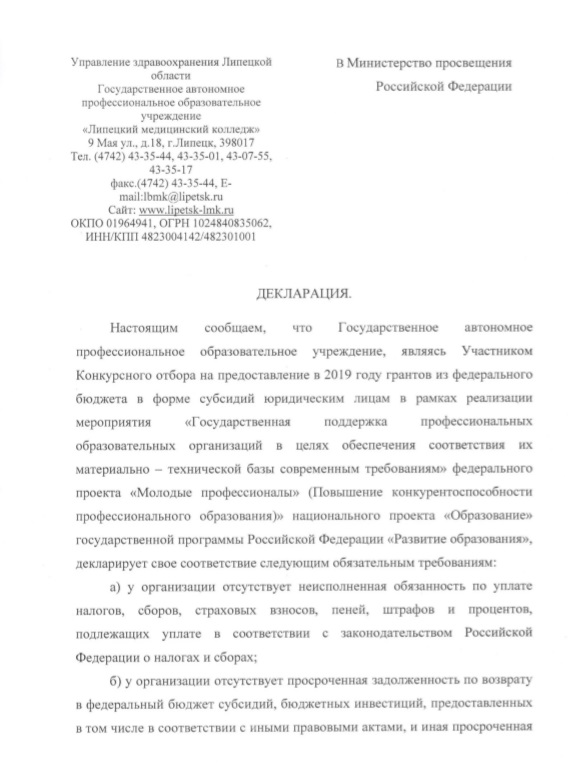 Управление здравоохранения Липецкой
области
Государственное автономное
профессиональное образовательное
учреждение
«Липецкий медицинский колледж»
9 Мая ул., д.18, г.Липецк, 398017
Тел. (4742) 43-35-44, 43-35-01, 43-07-55,
43-35-17
факс.(4742) 43-35-44, E-
mail:lbmk@lipetsk.ru
Сайт: www.lipetsk-lmk.ru
ОКПО 01964941, ОГРН 1024840835062,
ИНН/КПП 4823004142/482301001
В Министерство просвещения
Российской Федерации
ДЕКЛАРАЦИЯ.
Настоящим сообщаем, что Государственное автономное
профессиональное образовательное учреждение, являясь Участником
Конкурсного отбора на предоставление в 2019 году грантов из федерального
бюджета в форме субсидий юридическим лицам в рамках реализации
мероприятия «Государственная поддержка профессиональных
образовательных организаций в целях обеспечения соответствия их
материально – технической базы современным требованиям» федерального
проекта «Молодые профессионалы» (Повышение конкурентоспособности
профессионального образования)» национального проекта «Образование»
государственной программы Российской Федерации «Развитие образования»,
декларирует свое соответствие следующим обязательным требованиям:
а) у организации отсутствует неисполненная обязанность по уплате
налогов, сборов, страховых взносов, пеней, штрафов и процентов,
подлежащих уплате в соответствии с законодательством Российской
Федерации о налогах и сборах;
б) у организации отсутствует просроченная задолженность по возврату
в федеральный бюджет субсидий, бюджетных инвестиций, предоставленных
в том числе в соответствии с иными правовыми актами, и иная просроченная